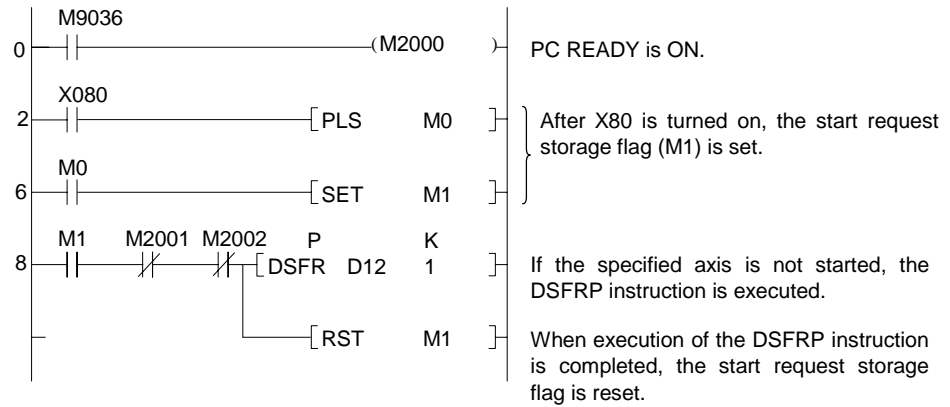 M9036
0 (M2000 ) PC READY is ON.
X080
2 PLS M0 After X80 is turned on, the start request
storage flag (M1) is set.
M0
6 SET M1
M1 M2001 M2002 P K
8 DSFR D12 1 If the specified axis is not started, the
DSFRP instruction is executed.
RST M1 When execution of the DSFRP instruction
is completed, the start request storage
flag is reset.